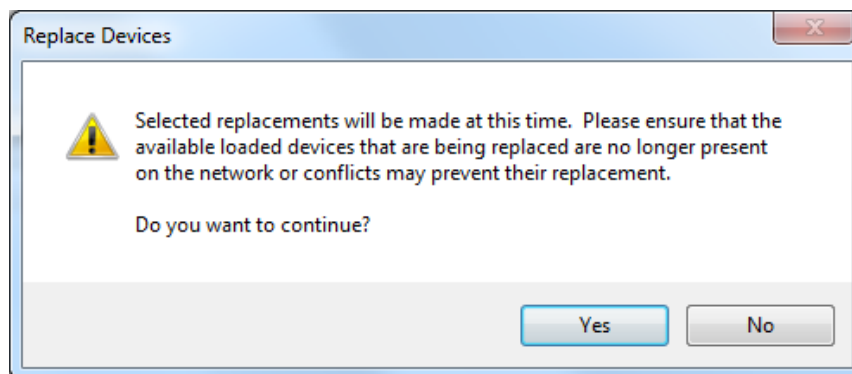 Replace Devices
Selected replacements will be made at this time.  Please ensure that the
available loaded devices that are being replaced are no longer present
on the network or conflicts may prevent their replacement.
Do you want to continue?
Yes
No